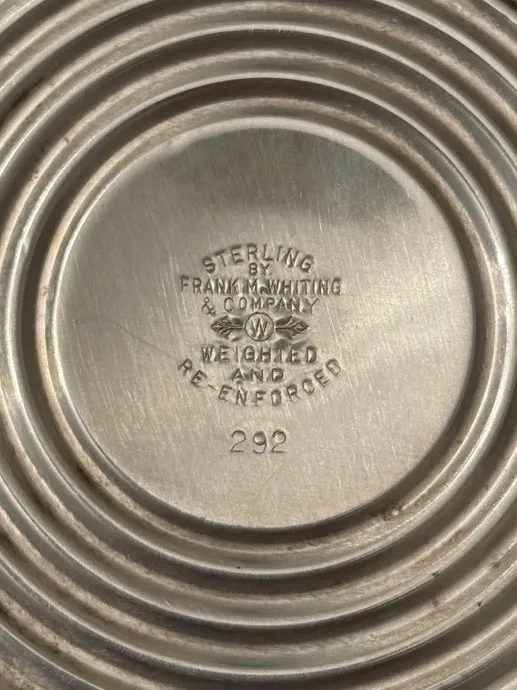 STERLING
BY
FRANK M. WHITING
& COMPANY
W
WEIGHTED
AND
RE-ENFORCED
292